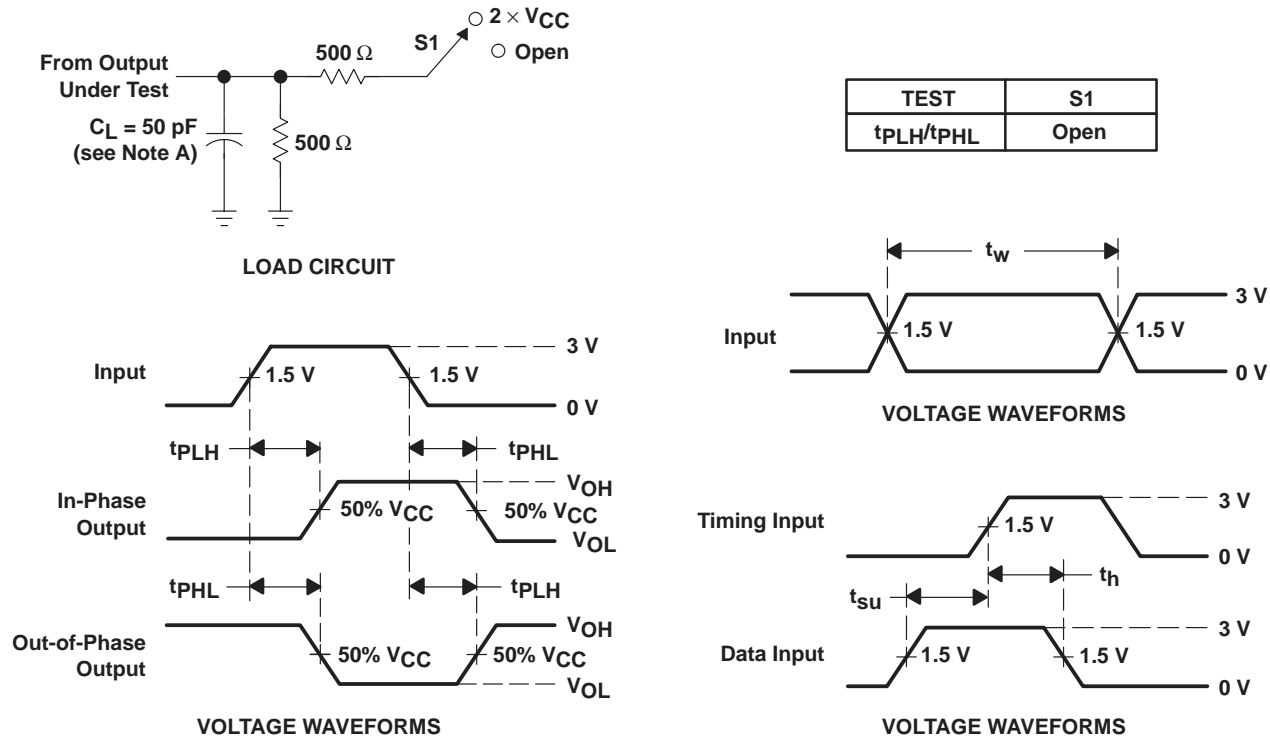 2 × VCC
S1
Open
500 Ω
From Output
Under Test
CL = 50 pF
(see Note A)
500 Ω
LOAD CIRCUIT
TEST S1
tPLH/tPHL Open
tw
3 V
Input
1.5 V 1.5 V
0 V
VOLTAGE WAVEFORMS
3 V
Input
1.5 V 1.5 V
0 V
tPLH tPHL
VOH
In-Phase
Output
50% VCC 50% VCC
VOL
tPHL tPLH
VOH
Out-of-Phase
Output
50% VCC 50% VCC
VOL
VOLTAGE WAVEFORMS
3 V
Timing Input
1.5 V
0 V
th
tsu
3 V
Data Input
1.5 V 1.5 V
0 V
VOLTAGE WAVEFORMS